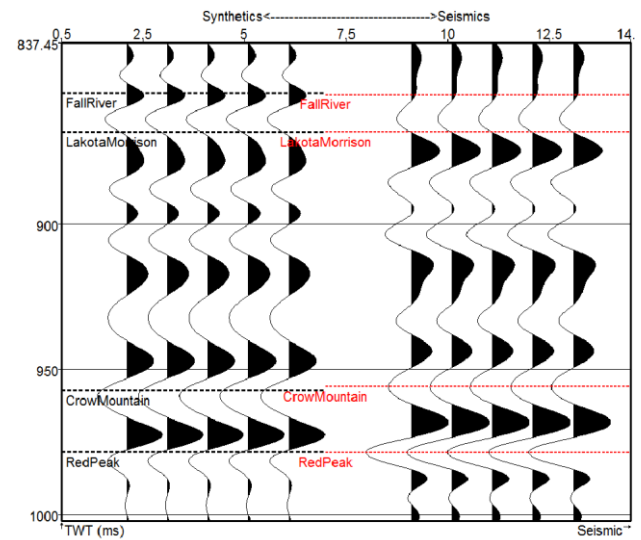 Synthetics<-------------------->Seismics
0.5 2.5 5 7.5 10.0 12.5 14.
837.45
FallRiver FallRiver
LakotaMorrison LakotaMorrison
900
950
CrowMountain CrowMountain
RedPeak RedPeak
1000
↑TWT (ms) Seismic→